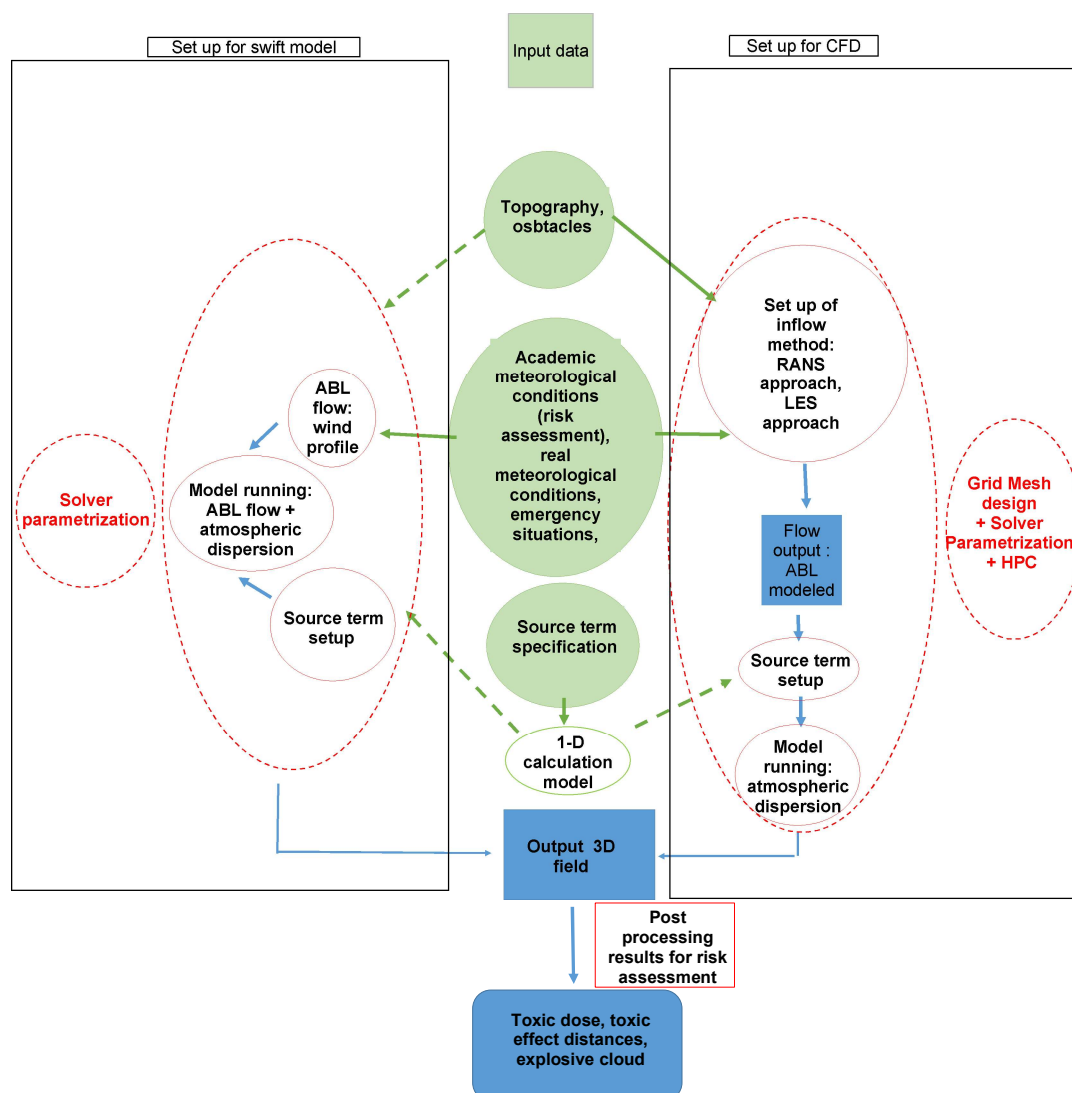 Set up for swift model
Input data
Set up for CFD
Topography,
osbtacles
Set up of
inflow
method:
RANS
approach,
LES
approach
Academic
meteorological
conditions
(risk
assessment),
real
meteorological
conditions,
emergency
situations,
ABL
flow:
wind
profile
Solver
parametrization
Model running:
ABL flow +
atmospheric
dispersion
Grid Mesh
design
+ Solver
Parametrization
+ HPC
Flow
output :
ABL
modeled
Source term
setup
Source term
specification
Source term
setup
1-D
calculation
model
Model
running:
atmospheric
dispersion
Output 3D
field
Post
processing
results for risk
assessment
Toxic dose, toxic
effect distances,
explosive cloud